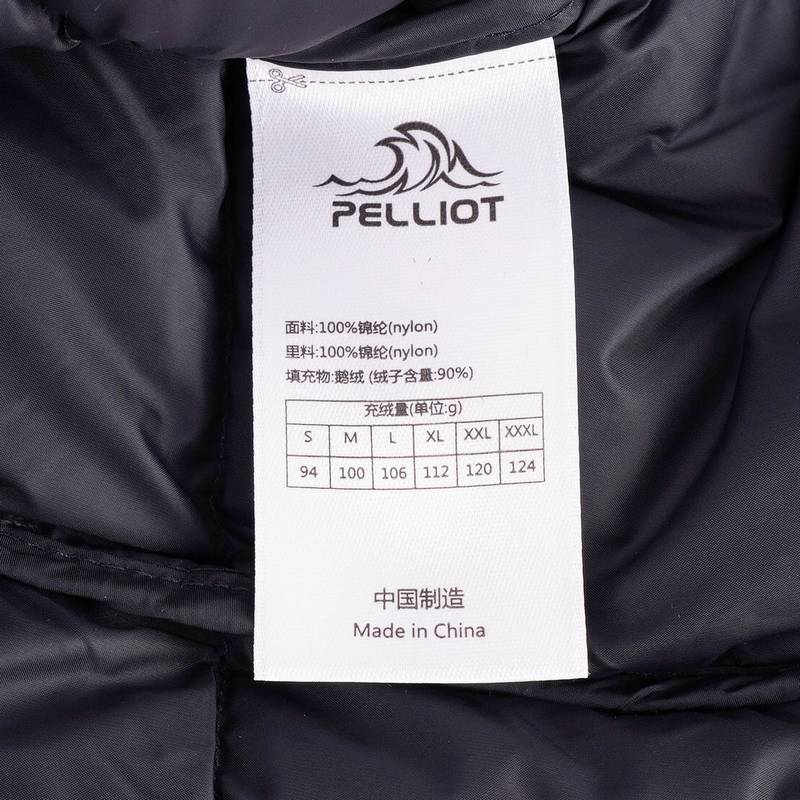 PELLIOT
面料:100%锦纶(nylon)
里料:100%锦纶(nylon)
填充物:鹅绒 (绒子含量:90%)
充绒量(单位:g)
S M L XL XXL XXXL
94 100 106 112 120 124
中国制造
Made in China